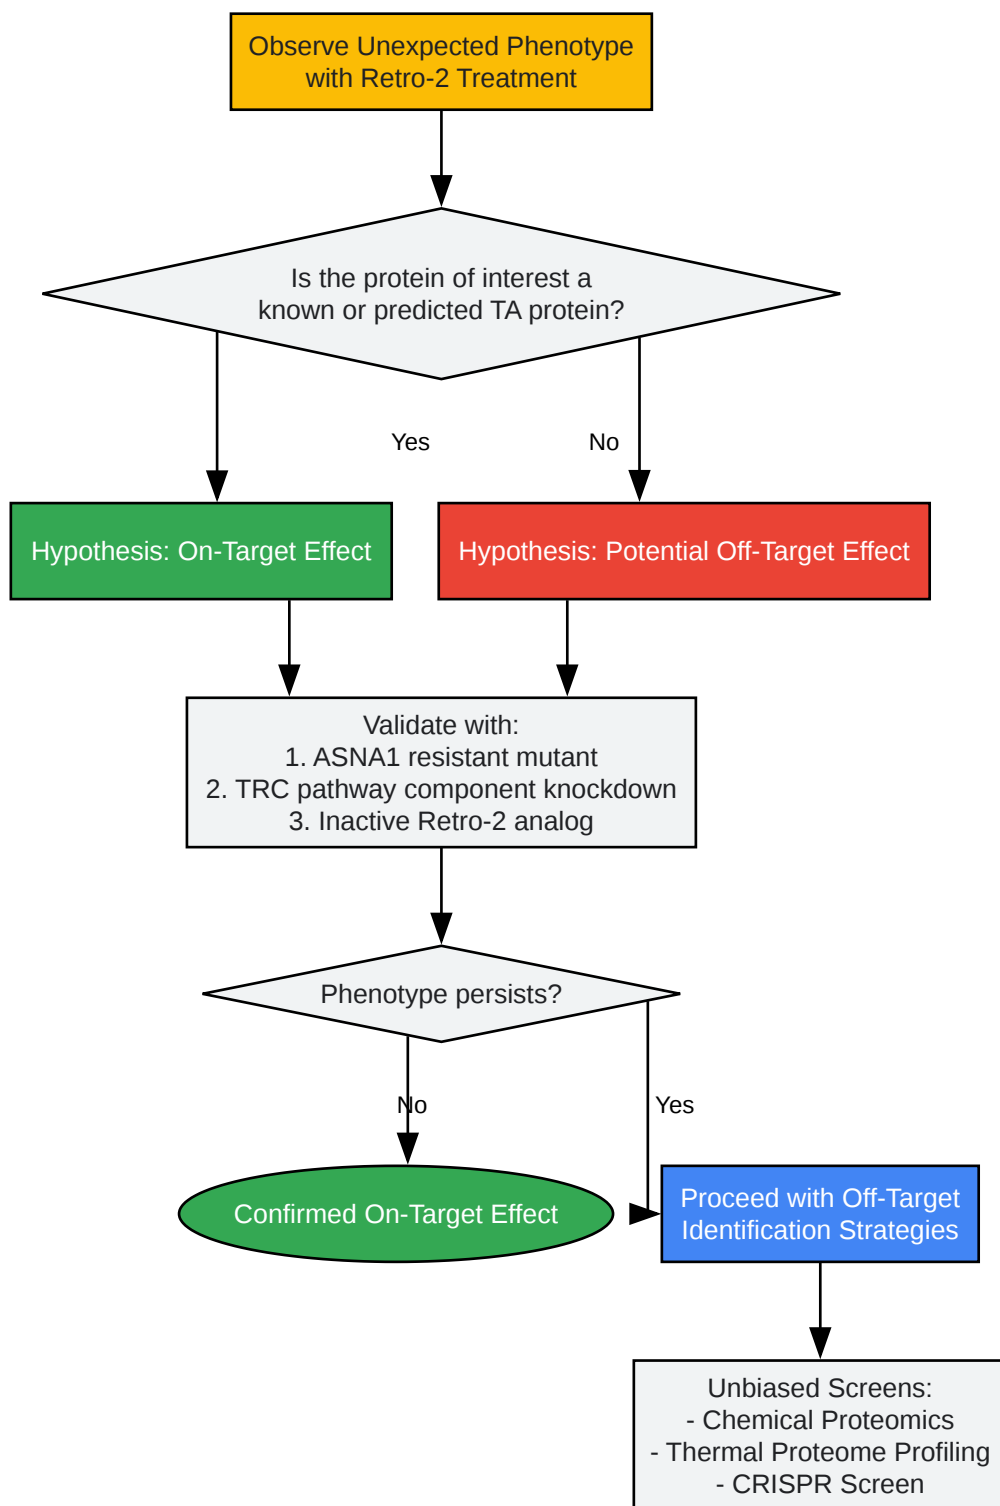 Observe Unexpected Phenotype
with Retro-2 Treatment
Is the protein of interest a
known or predicted TA protein?
Yes
No
Hypothesis: On-Target Effect
Hypothesis: Potential Off-Target Effect
Validate with:
1. ASNA1 resistant mutant
2. TRC pathway component knockdown
3. Inactive Retro-2 analog
Phenotype persists?
No
Yes
Confirmed On-Target Effect
Proceed with Off-Target
Identification Strategies
Unbiased Screens:
- Chemical Proteomics
- Thermal Proteome Profiling
- CRISPR Screen